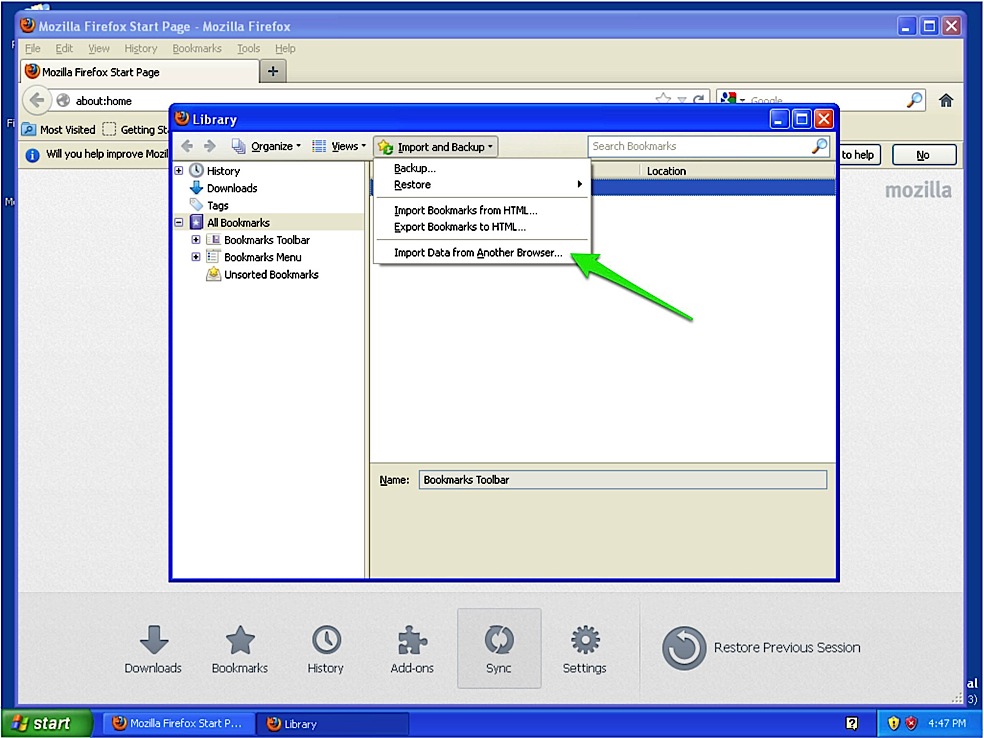 Mozilla Firefox Start Page - Mozilla Firefox
File Edit View History Bookmarks Tools Help
Mozilla Firefox Start Page
about:home
Google
Most Visited Getting
Will you help improve
to help
No
mozilla
Library
Organize Views Import and Backup Search Bookmarks
Backup...
Restore
Import Bookmarks from HTML...
Export Bookmarks to HTML...
Import Data from Another Browser...
Location
History
Downloads
Tags
All Bookmarks
Bookmarks Toolbar
Bookmarks Menu
Unsorted Bookmarks
Name: Bookmarks Toolbar
Downloads Bookmarks History Add-ons Sync Settings Restore Previous Session
start Mozilla Firefox Start P... Library 4:47 PM